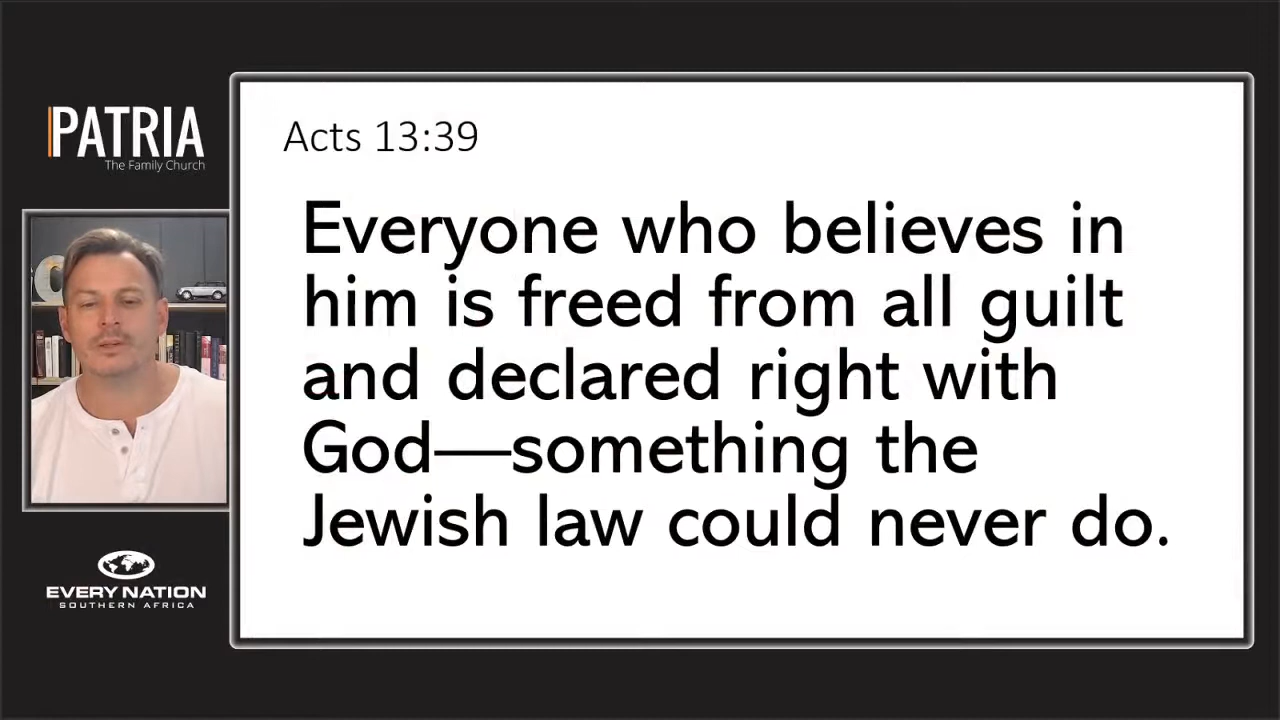 PATRIA
The Family Church
EVERY NATION
SOUTHERN AFRICA
Acts 13:39
Everyone who believes in
him is freed from all guilt
and declared right with
God—something the
Jewish law could never do.